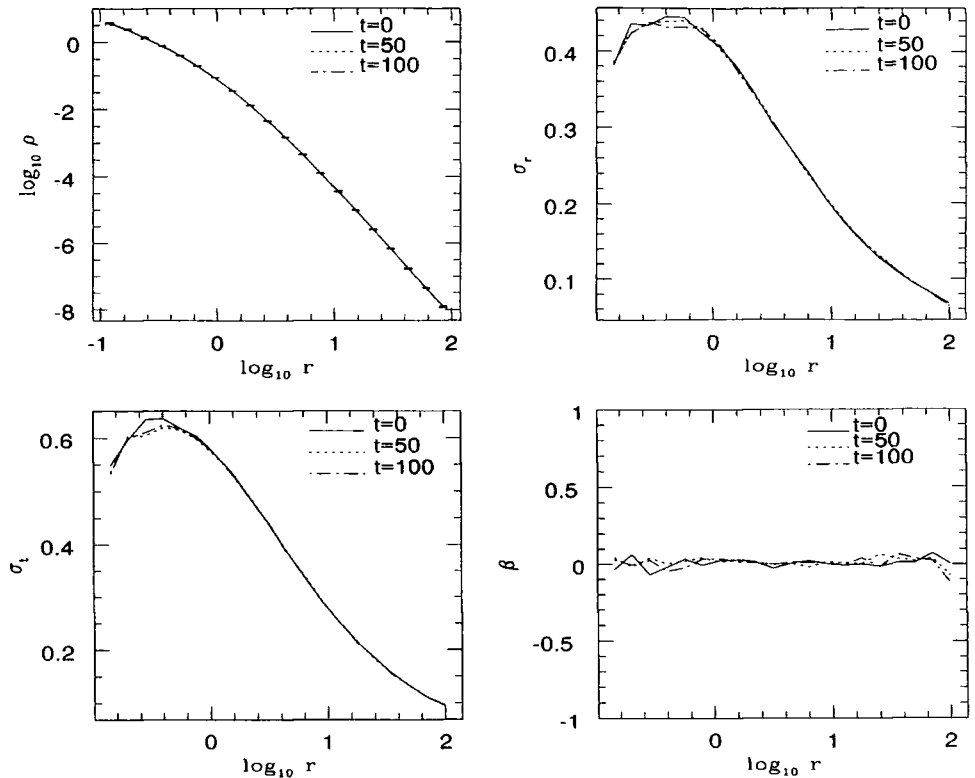 t=0
t=50
t=100
0
-2
-4
-6
-8
log₁₀ ρ
-1 0 1 2
log₁₀ r
t=0
t=50
t=100
0.4
0.3
0.2
0.1
σᵣ
0 1 2
log₁₀ r
t=0
t=50
t=100
0.6
0.4
0.2
σₜ
0 1 2
log₁₀ r
t=0
t=50
t=100
1
0.5
0
-0.5
-1
β
0 1 2
log₁₀ r